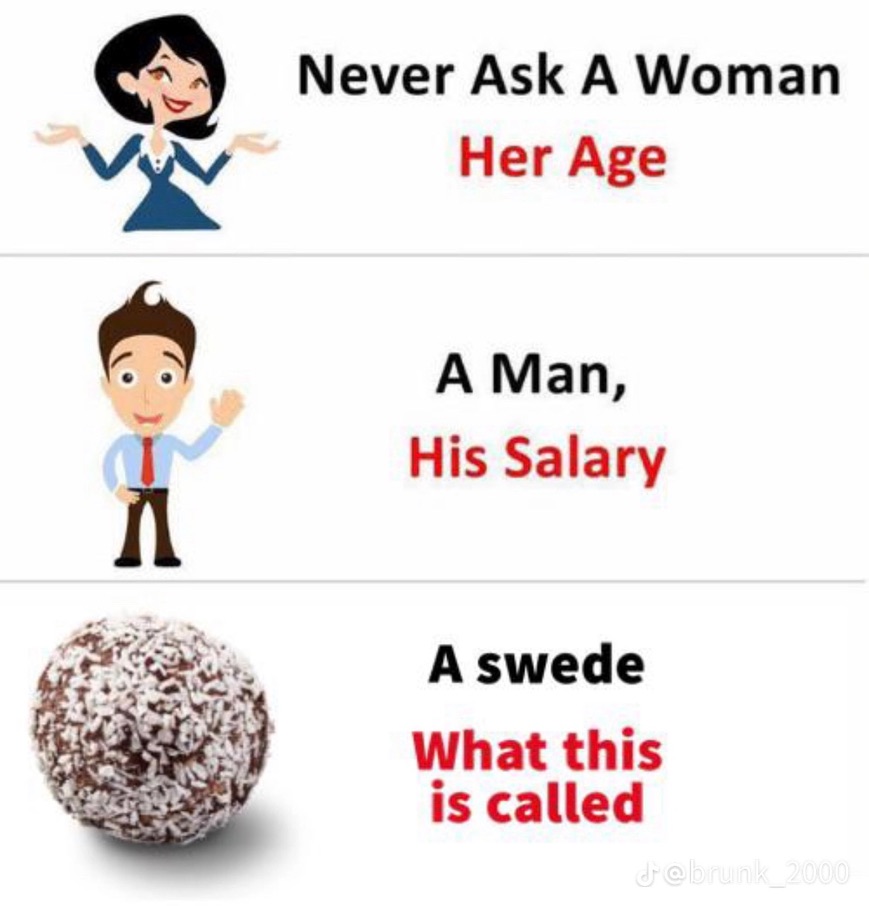 Never Ask A Woman
Her Age
A Man,
His Salary
A swede
What this
is called
@brunk_2000